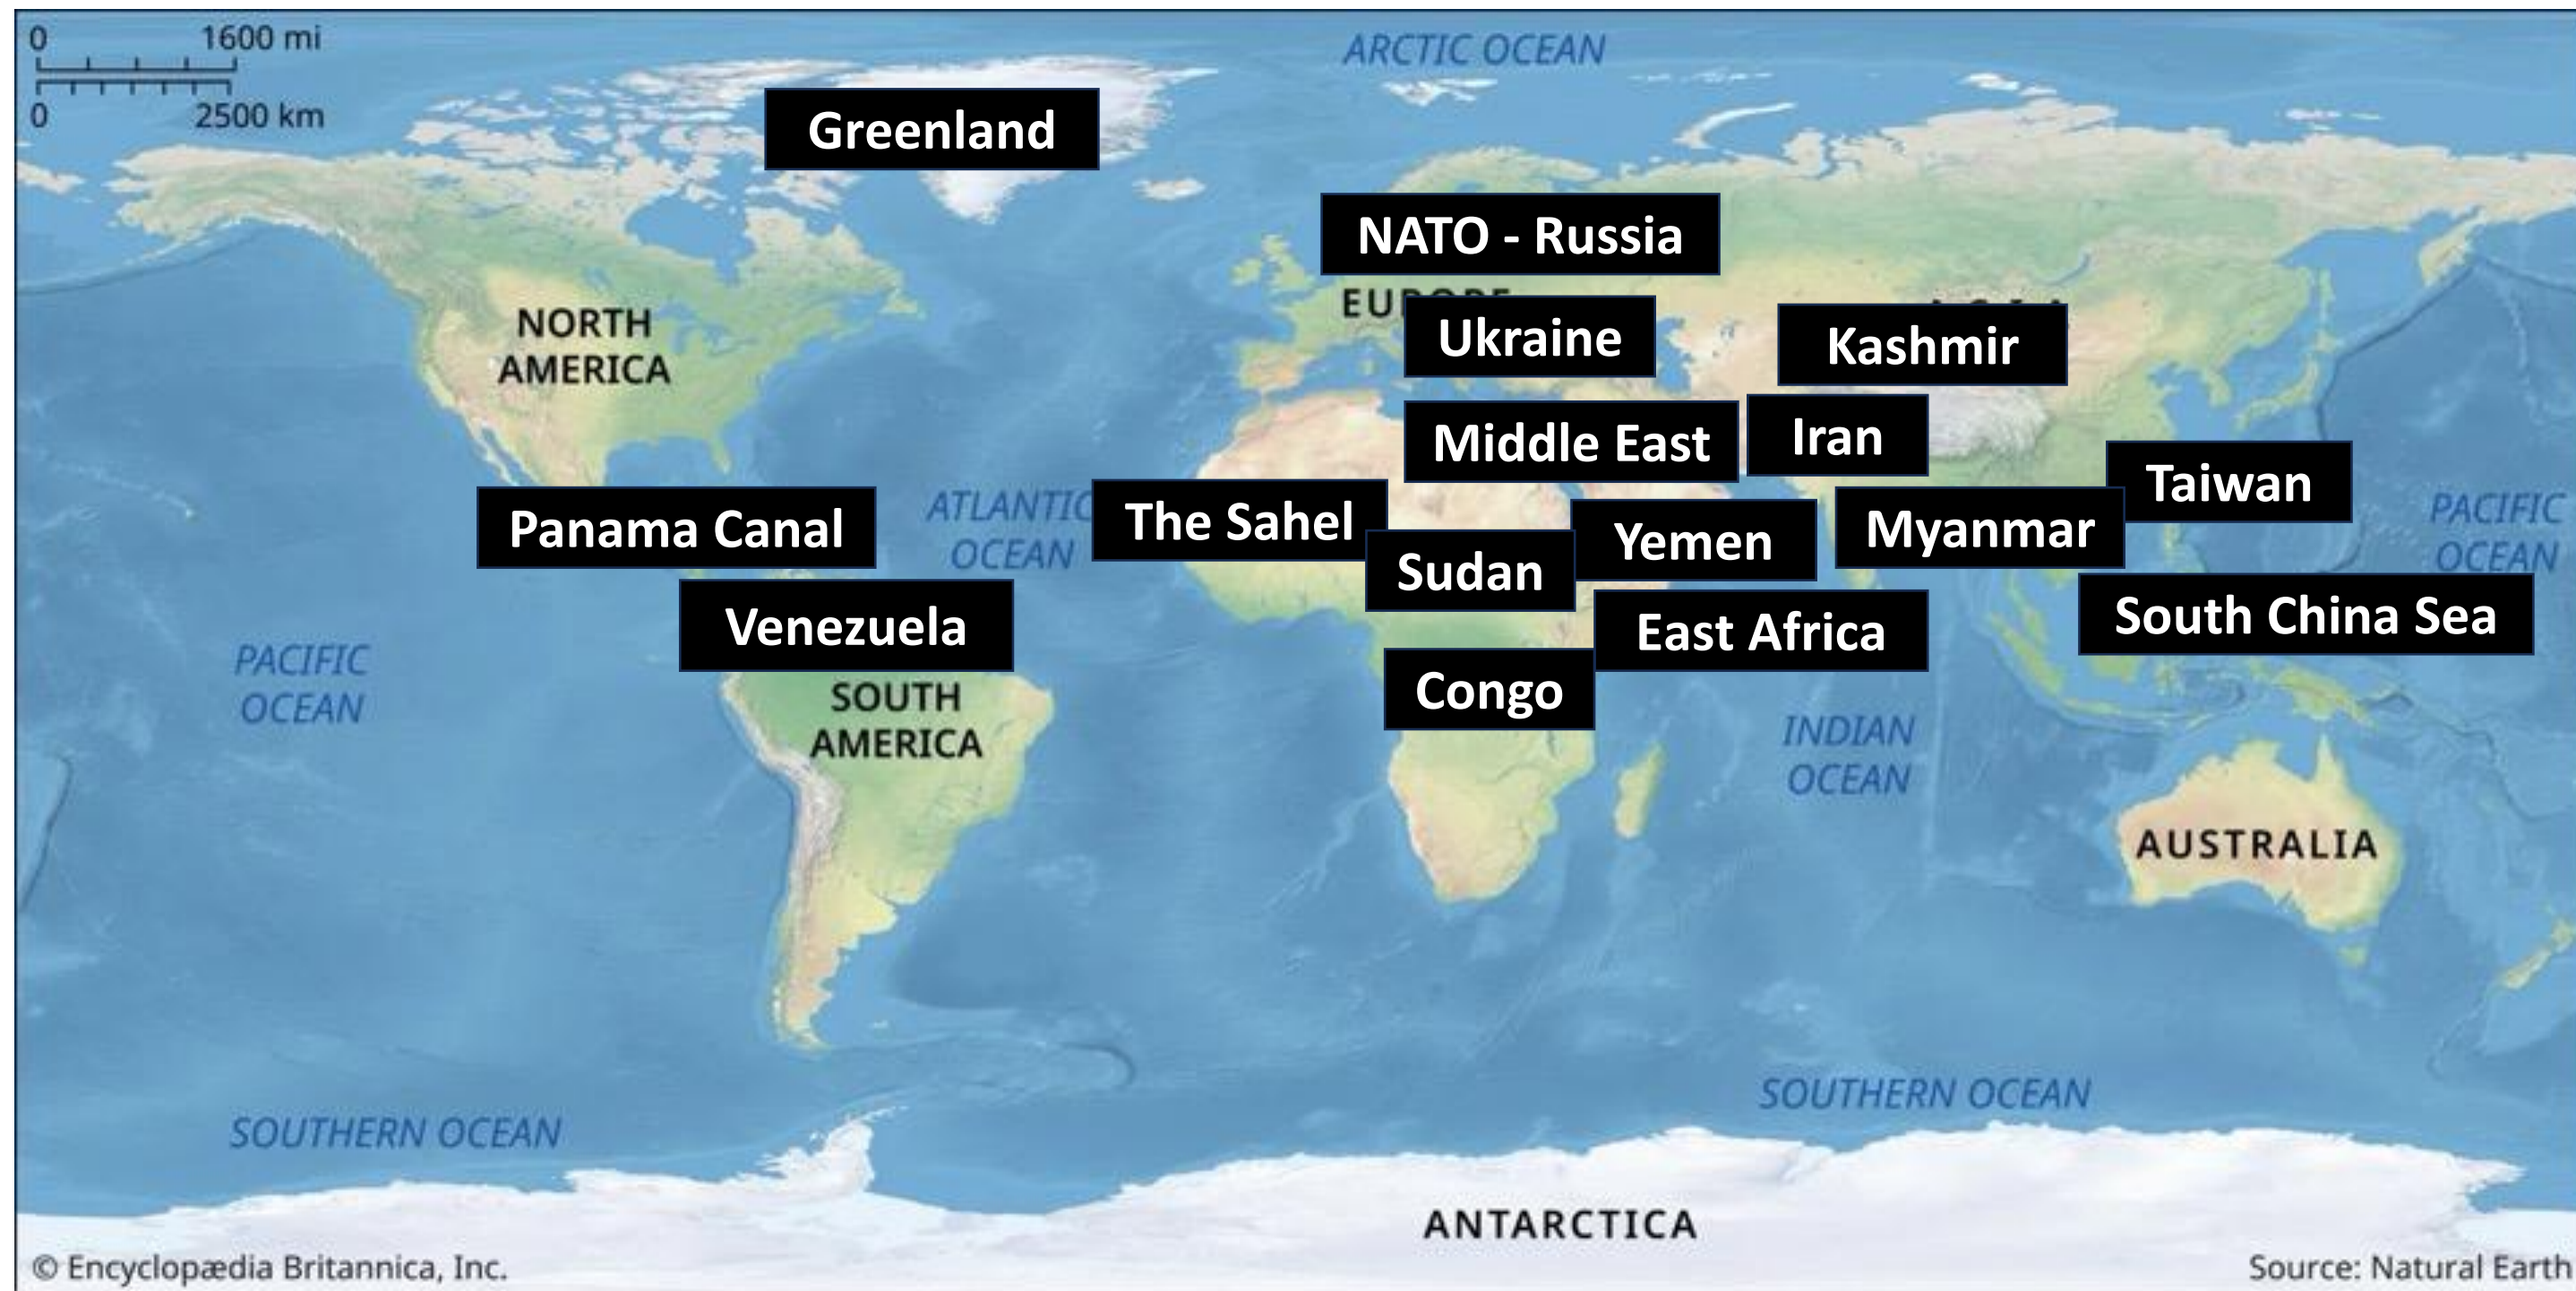 0 1600 mi
0 2500 km
ARCTIC OCEAN
Greenland
NATO - Russia
NORTH
AMERICA
Ukraine
Kashmir
Middle East
Iran
Taiwan
Panama Canal
ATLANTIC
OCEAN
The Sahel
Sudan
Yemen
Myanmar
PACIFIC
OCEAN
Venezuela
East Africa
South China Sea
PACIFIC
OCEAN
SOUTH
AMERICA
Congo
INDIAN
OCEAN
AUSTRALIA
SOUTHERN OCEAN
SOUTHERN OCEAN
ANTARCTICA
© Encyclopædia Britannica, Inc.
Source: Natural Earth